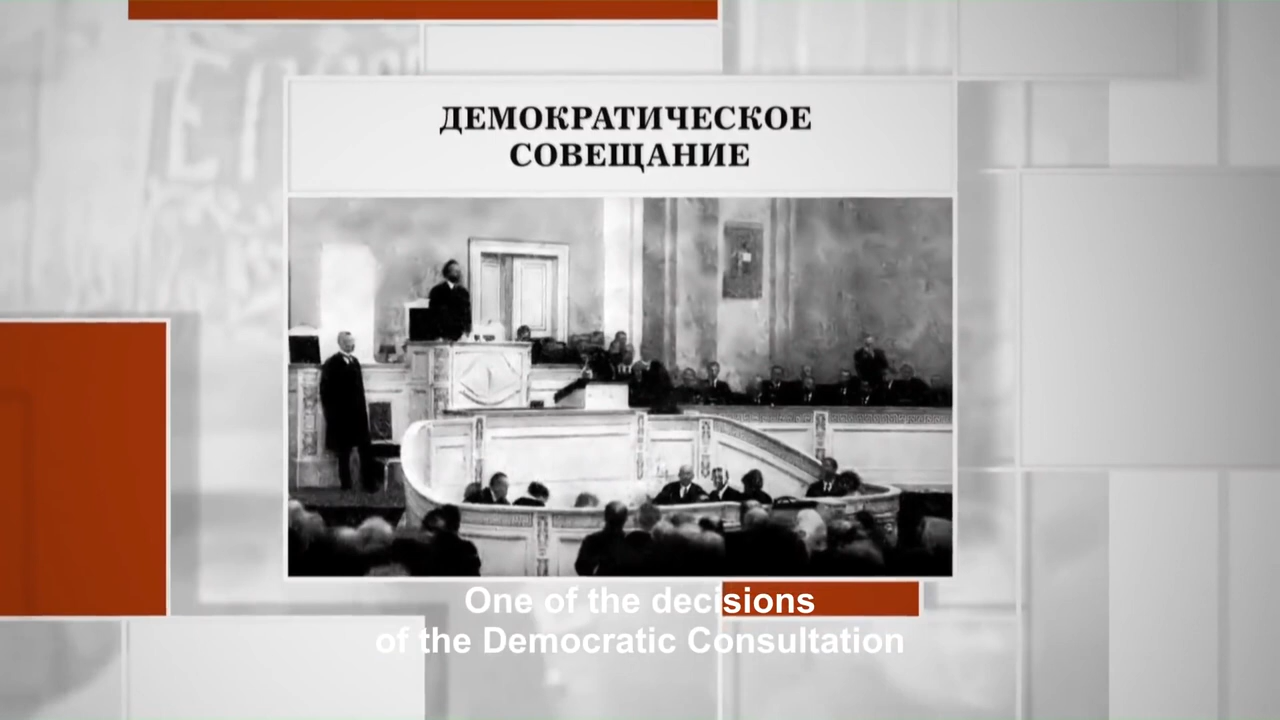 ДЕМОКРАТИЧЕСКОЕ
СОВЕЩАНИЕ
One of the decisions
of the Democratic Consultation